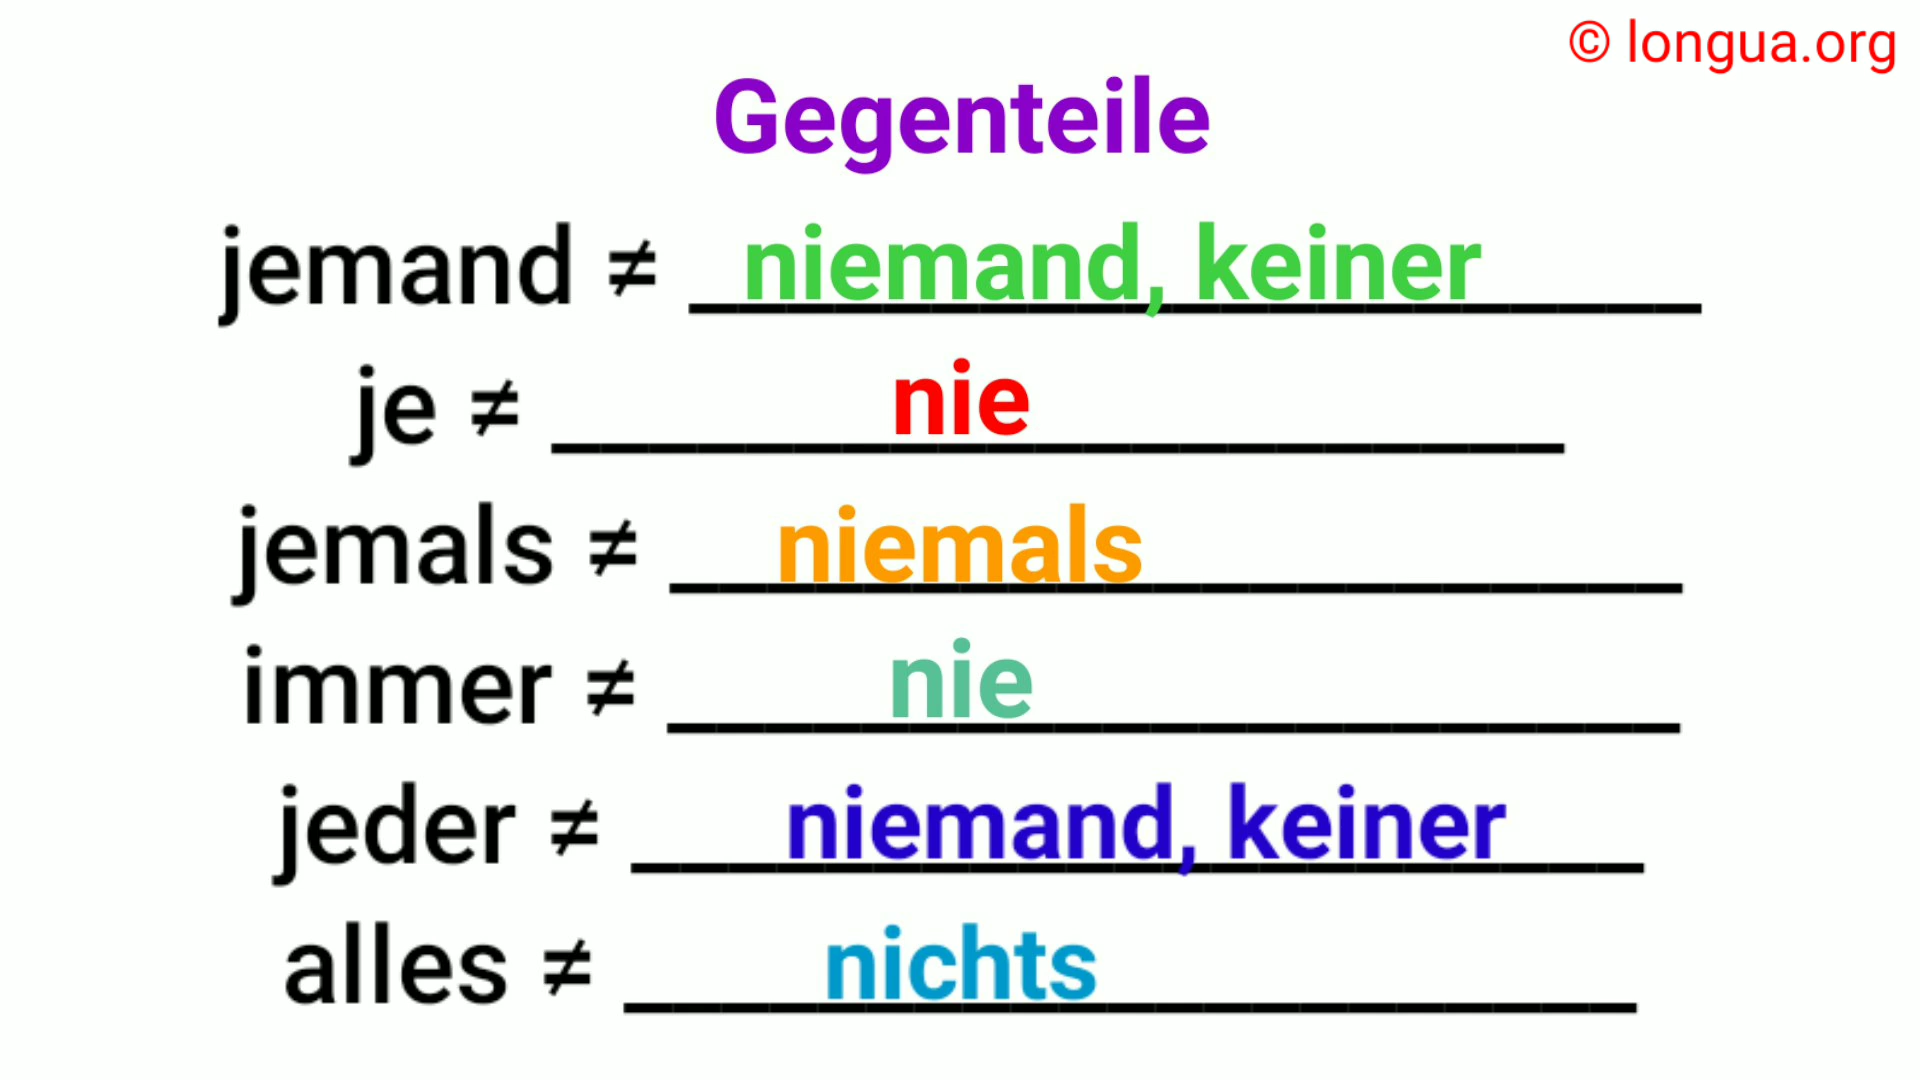 © longua.org
Gegenteile
jemand ≠ niemand, keiner
je ≠ nie
jemals ≠ niemals
immer ≠ nie
jeder ≠ niemand, keiner
alles ≠ nichts